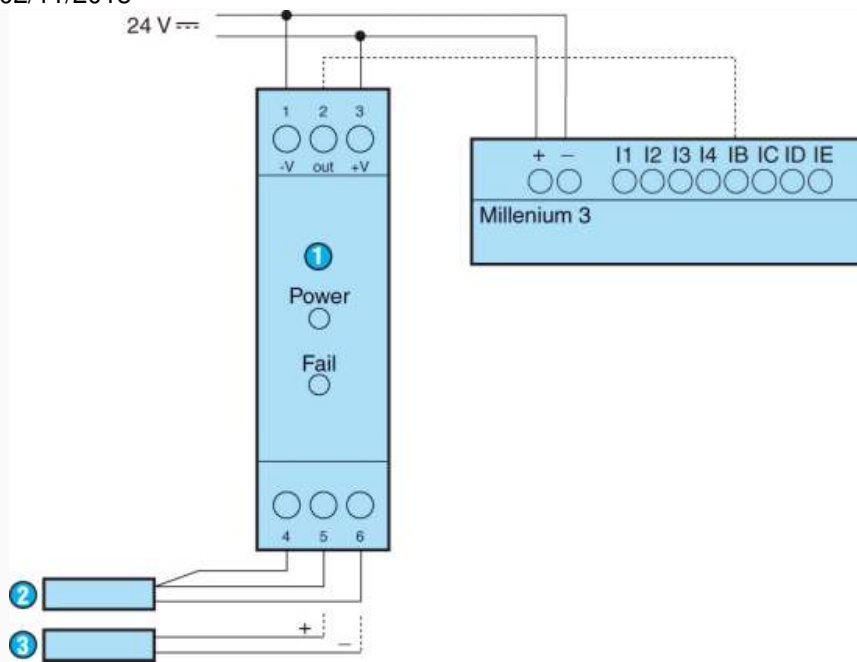 24 V
1 2 3
-V out +V
+ - I1 I2 I3 I4 IB IC ID IE
Millenium 3
1
Power
Fail
4 5 6
2
3
+
-